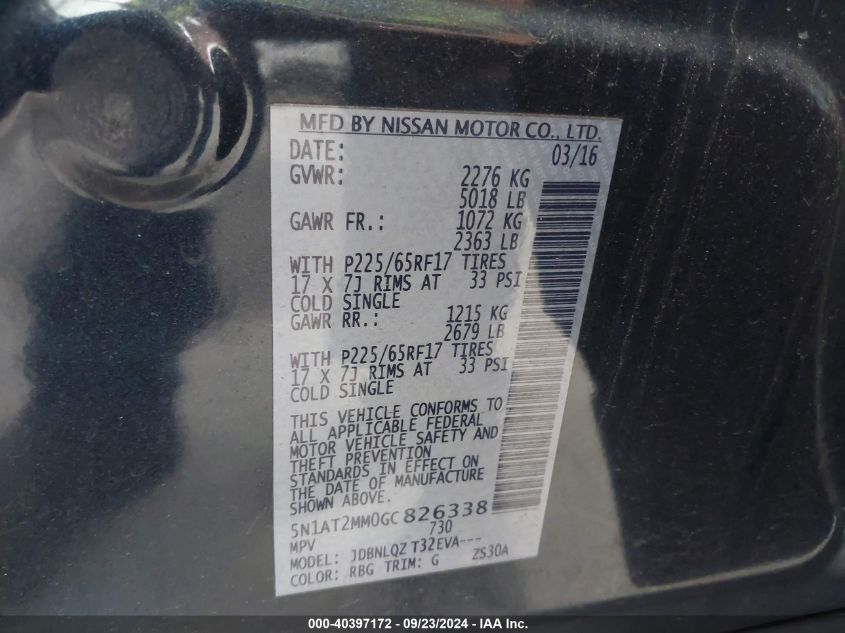 MFD BY NISSAN MOTOR CO., LTD.
DATE: 03/16
GVWR: 2276 KG
5018 LB
GAWR FR.: 1072 KG
2363 LB
WITH P225/65RF17 TIRES
17 X 7J RIMS AT 33 PSI
COLD SINGLE
GAWR RR.: 1215 KG
2679 LB
WITH P225/65RF17 TIRES
17 X 7J RIMS AT 33 PSI
COLD SINGLE
THIS VEHICLE CONFORMS TO
ALL APPLICABLE FEDERAL
MOTOR VEHICLE SAFETY AND
THEFT PREVENTION
STANDARDS IN EFFECT ON
THE DATE OF MANUFACTURE
SHOWN ABOVE.
5N1AT2MM0GC826338
730
MPV
MODEL: JDBNLQZ T32EVA---
COLOR: RBG TRIM: G ZS30A
000-40397172 - 09/23/2024 - IAA Inc.